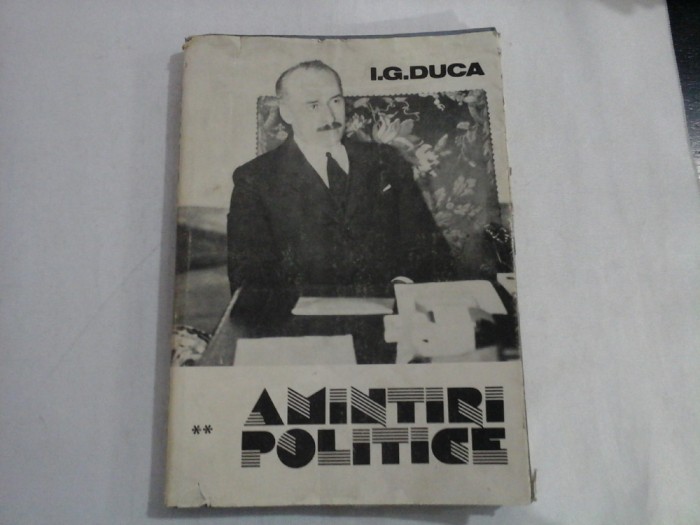 I.G.DUCA
AMINTIRI
** POLITICE